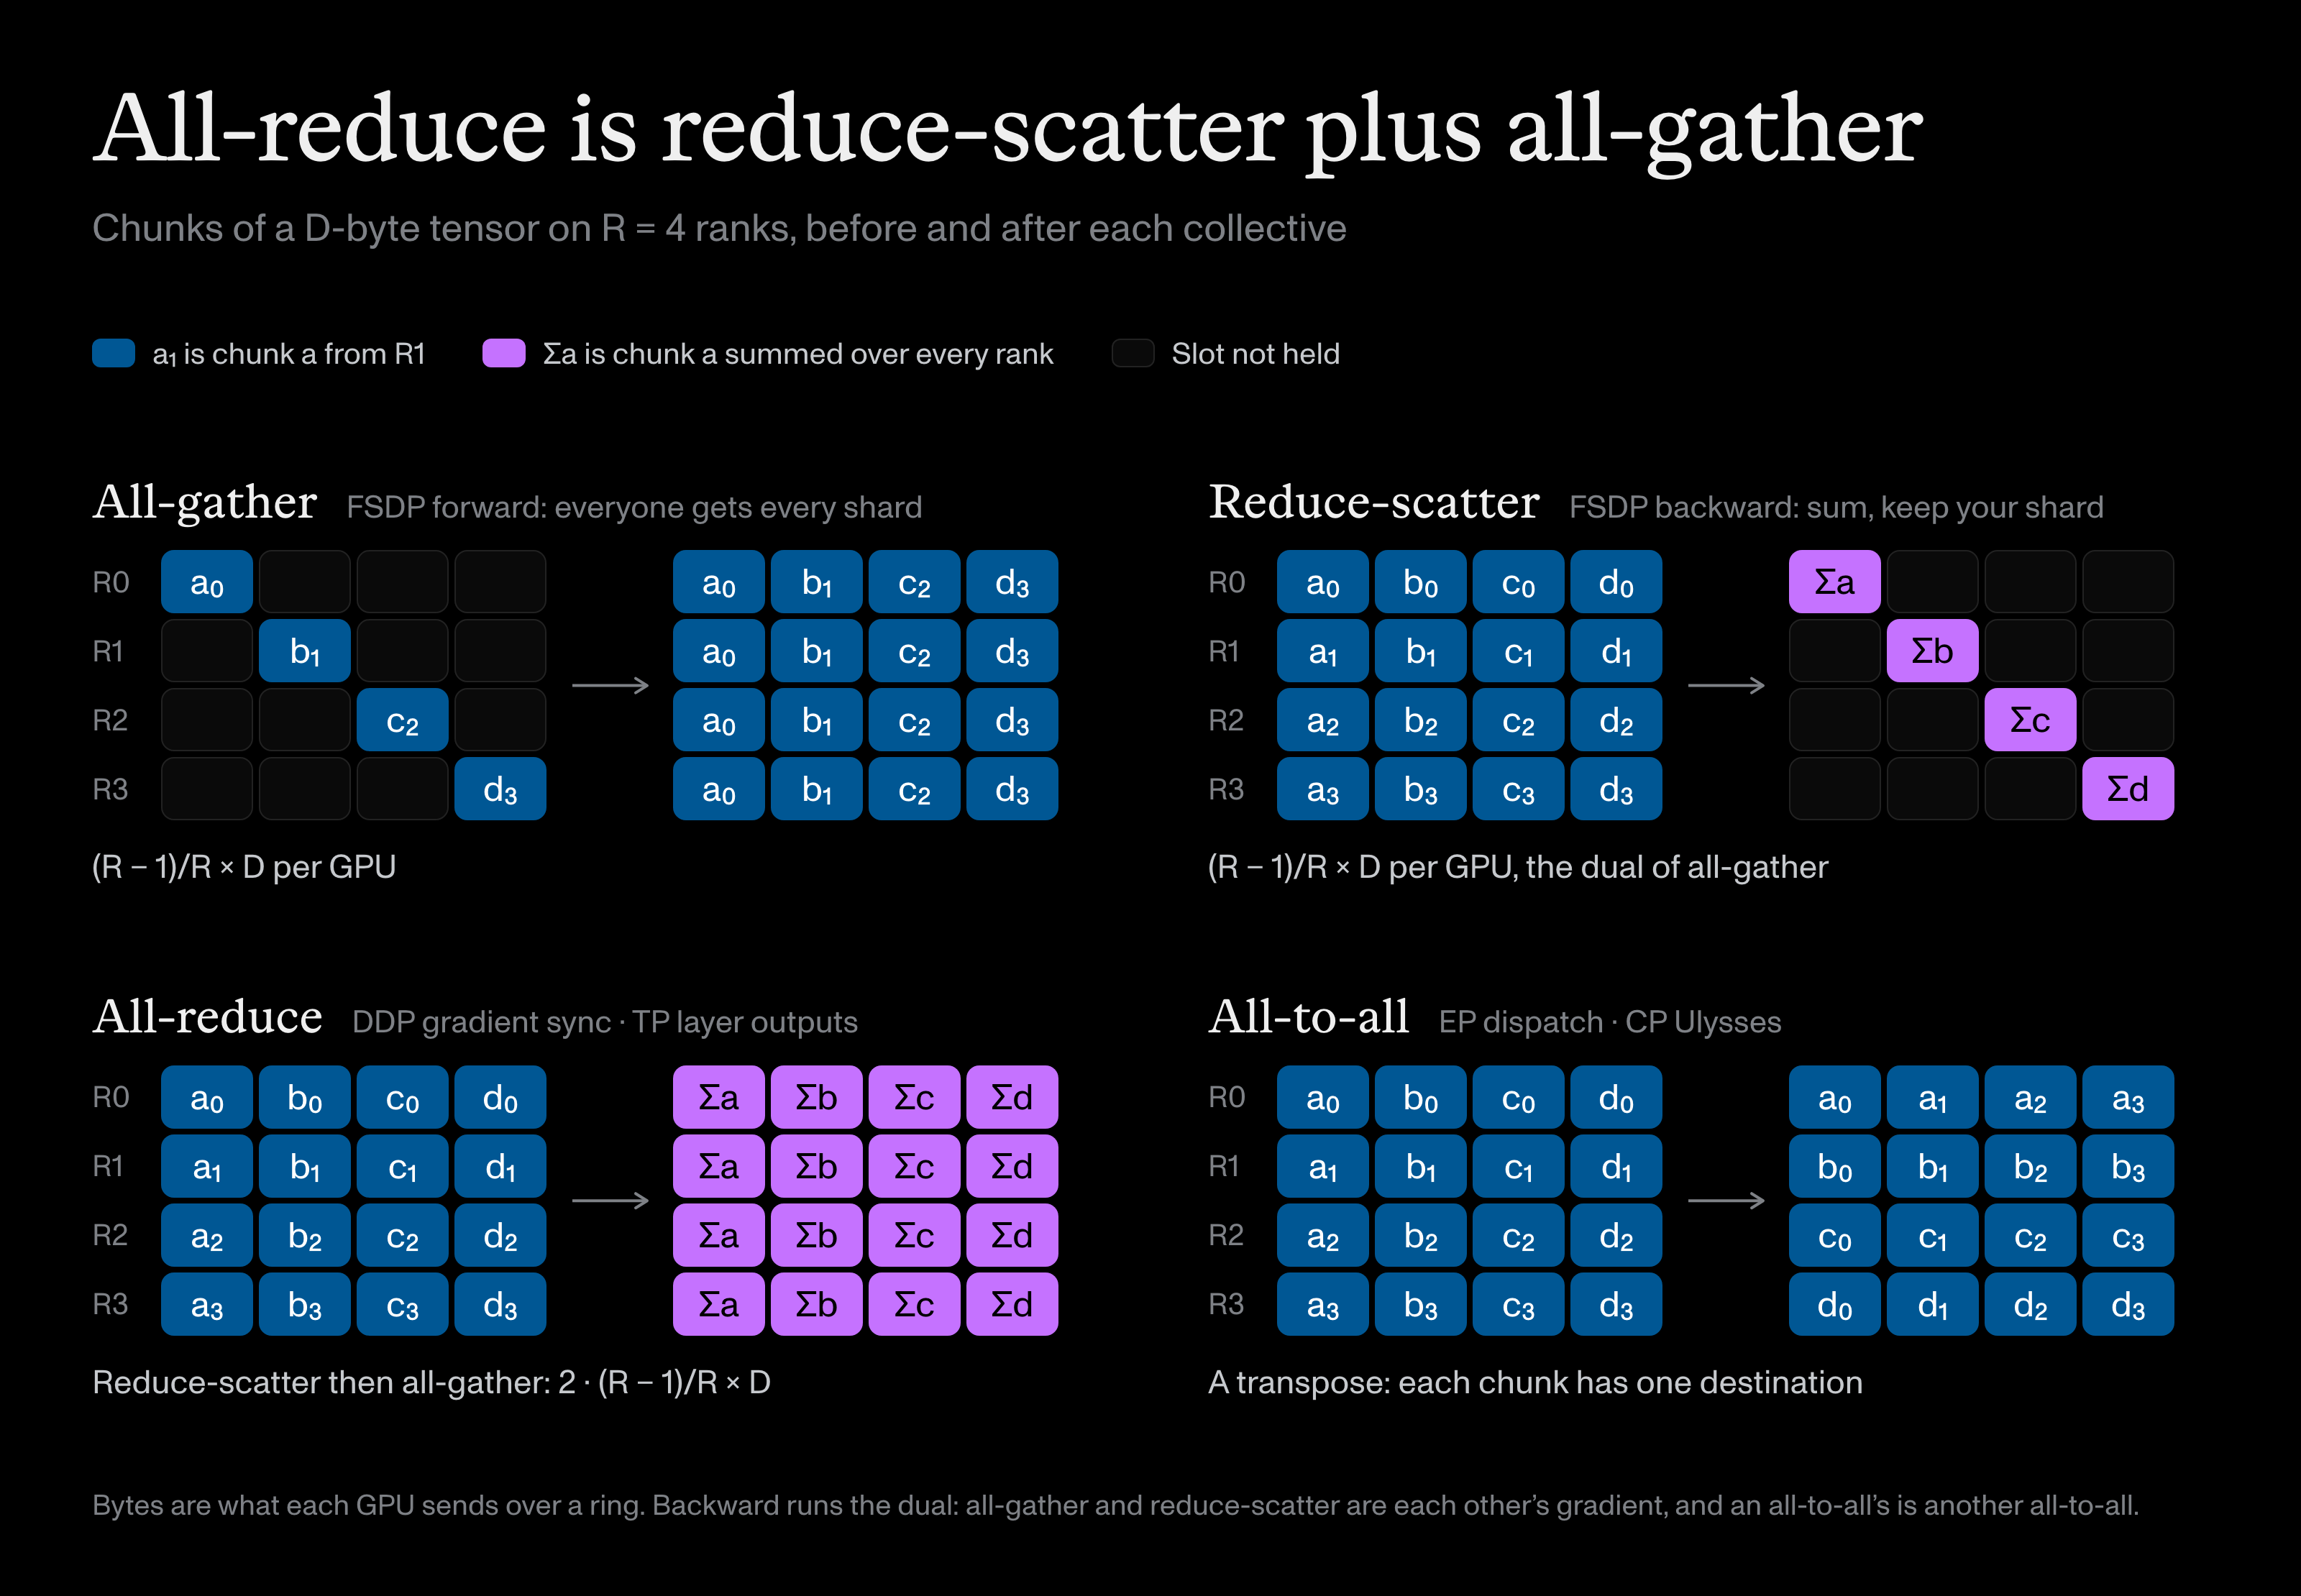 All-reduce is reduce-scatter plus all-gather
Chunks of a D-byte tensor on R = 4 ranks, before and after each collective
a₁ is chunk a from R1
Σa is chunk a summed over every rank
Slot not held
All-gather FSDP forward: everyone gets every shard
R0 a₀ a₀ b₁ c₂ d₃
R1 b₁ a₀ b₁ c₂ d₃
R2 c₂ a₀ b₁ c₂ d₃
R3 d₃ a₀ b₁ c₂ d₃
(R − 1)/R × D per GPU
Reduce-scatter FSDP backward: sum, keep your shard
R0 a₀ b₀ c₀ d₀ Σa
R1 a₁ b₁ c₁ d₁ Σb
R2 a₂ b₂ c₂ d₂ Σc
R3 a₃ b₃ c₃ d₃ Σd
(R − 1)/R × D per GPU, the dual of all-gather
All-reduce DDP gradient sync · TP layer outputs
R0 a₀ b₀ c₀ d₀ Σa Σb Σc Σd
R1 a₁ b₁ c₁ d₁ Σa Σb Σc Σd
R2 a₂ b₂ c₂ d₂ Σa Σb Σc Σd
R3 a₃ b₃ c₃ d₃ Σa Σb Σc Σd
Reduce-scatter then all-gather: 2 · (R − 1)/R × D
All-to-all EP dispatch · CP Ulysses
R0 a₀ b₀ c₀ d₀ a₀ a₁ a₂ a₃
R1 a₁ b₁ c₁ d₁ b₀ b₁ b₂ b₃
R2 a₂ b₂ c₂ d₂ c₀ c₁ c₂ c₃
R3 a₃ b₃ c₃ d₃ d₀ d₁ d₂ d₃
A transpose: each chunk has one destination
Bytes are what each GPU sends over a ring. Backward runs the dual: all-gather and reduce-scatter are each other’s gradient, and an all-to-all’s is another all-to-all.